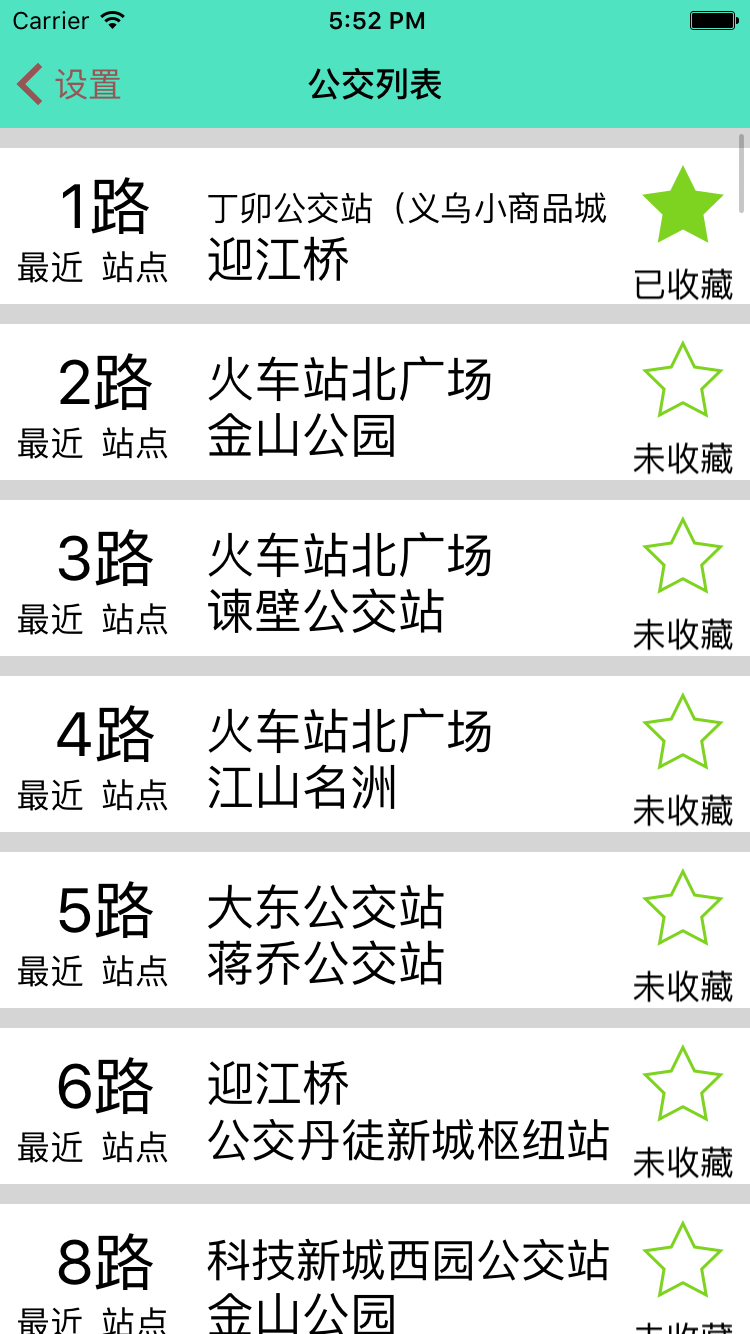 Carrier 5:52 PM
设置 公交列表
1路
丁卯公交站（义乌小商品城
最近 站点
迎江桥
已收藏
2路
火车站北广场
最近 站点
金山公园
未收藏
3路
火车站北广场
最近 站点
谏壁公交站
未收藏
4路
火车站北广场
最近 站点
江山名洲
未收藏
5路
大东公交站
最近 站点
蒋乔公交站
未收藏
6路
迎江桥
最近 站点
公交丹徒新城枢纽站
未收藏
8路
科技新城西园公交站
最近 站点
金山公园
未收藏